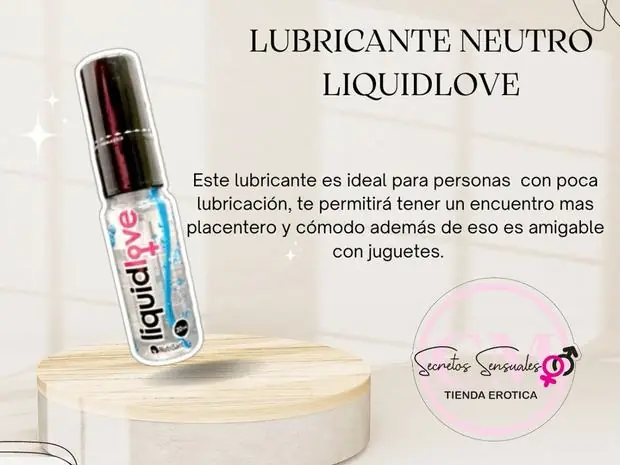 LUBRICANTE NEUTRO
LIQUIDLOVE
Este lubricante es ideal para personas con poca
lubricación, te permitirá tener un encuentro mas
placentero y cómodo además de eso es amigable
con juguetes.
liquidlove
Secretos Sensuales
TIENDA EROTICA